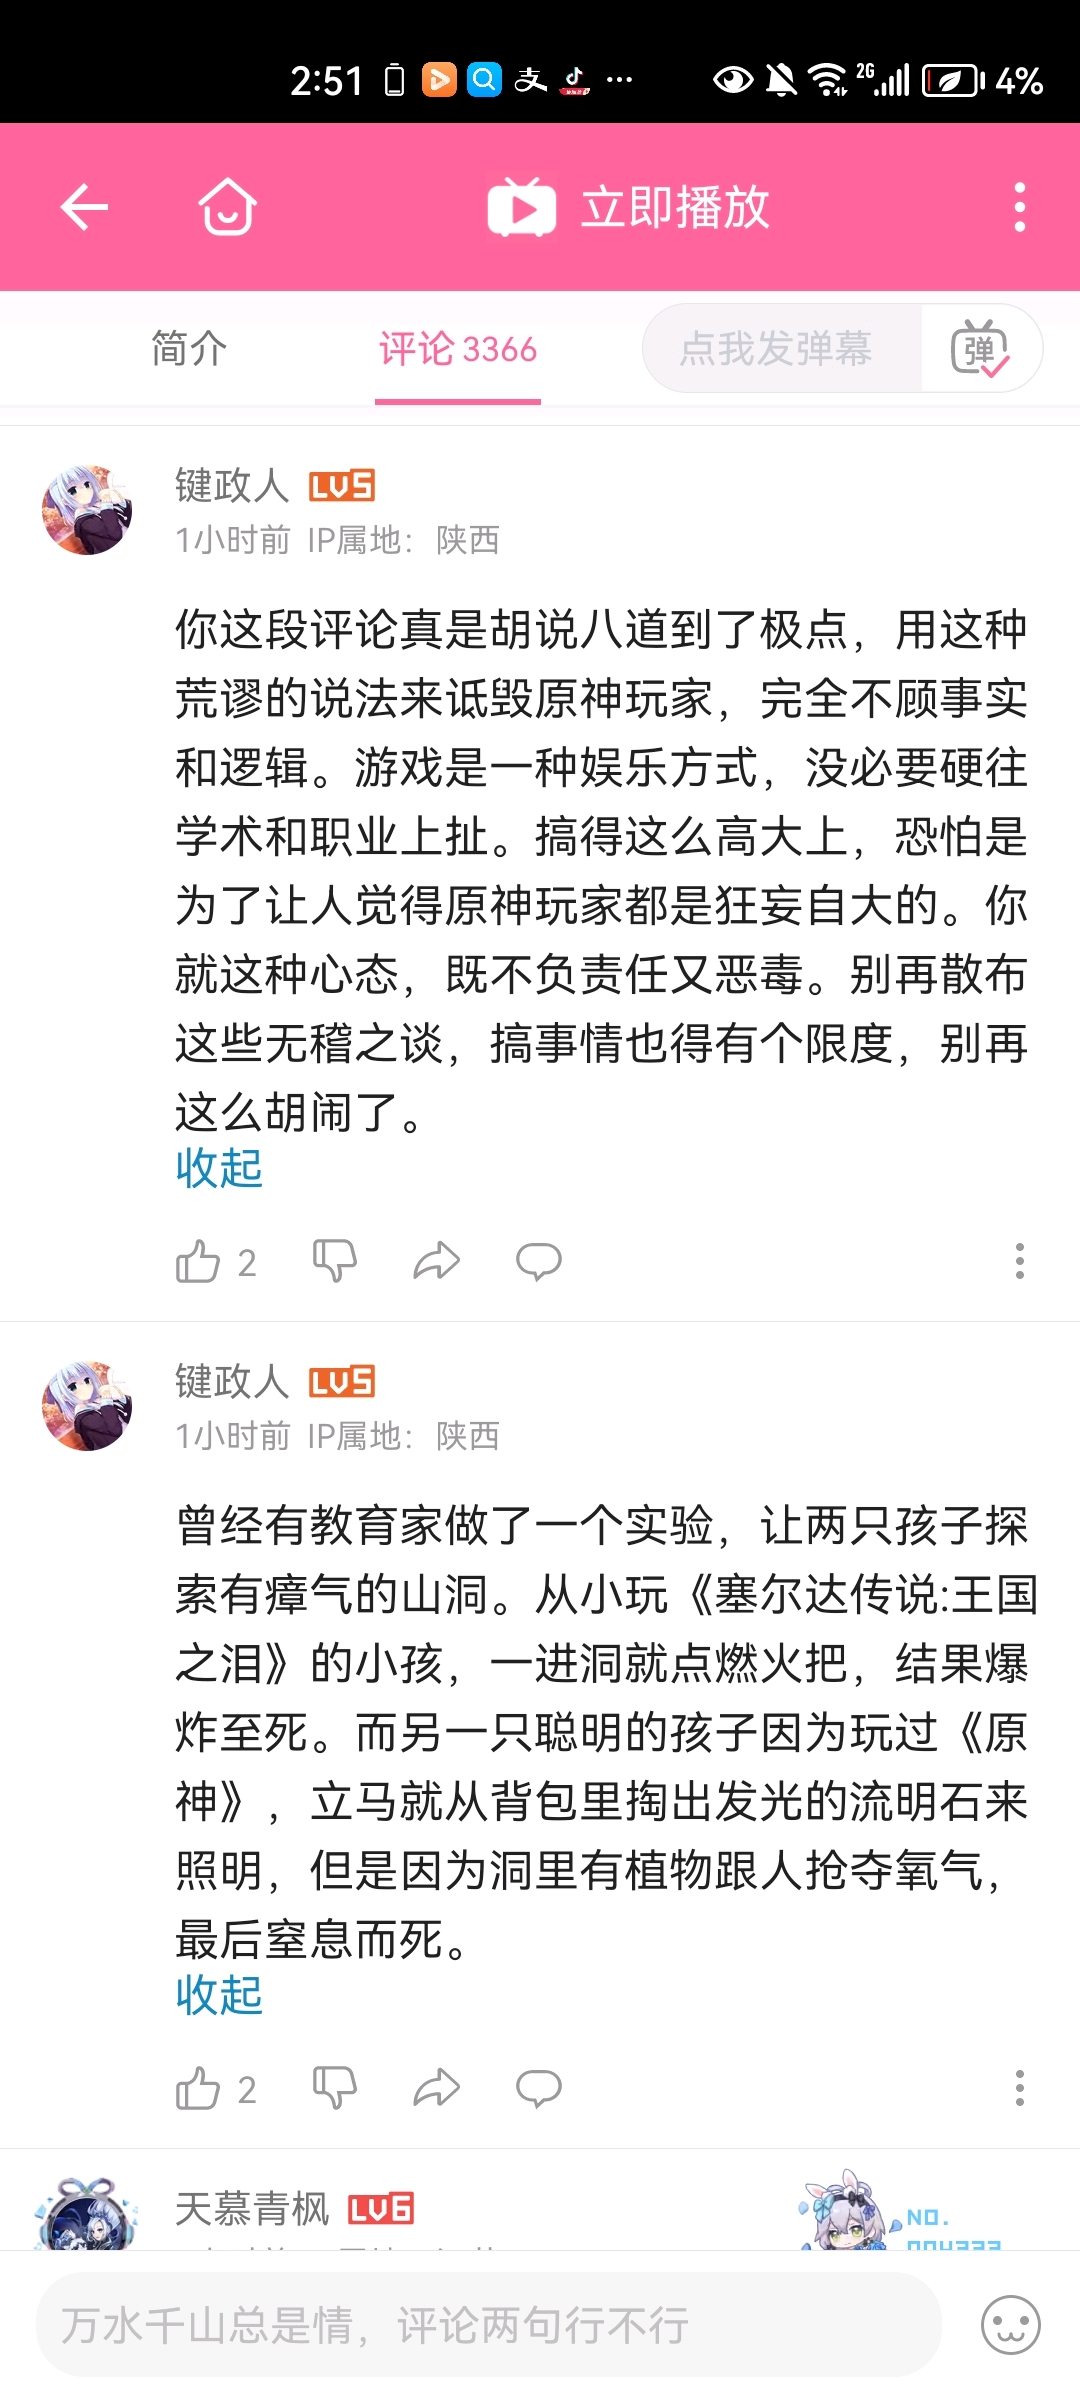 2:51
2G
4%
立即播放
简介
评论 3366
点我发弹幕
弹
键政人 LV5
1小时前 IP属地：陕西
你这段评论真是胡说八道到了极点，用这种
荒谬的说法来诋毁原神玩家，完全不顾事实
和逻辑。游戏是一种娱乐方式，没必要硬往
学术和职业上扯。搞得这么高大上，恐怕是
为了让人觉得原神玩家都是狂妄自大的。你
就这种心态，既不负责任又恶毒。别再散布
这些无稽之谈，搞事情也得有个限度，别再
这么胡闹了。
收起
2
键政人 LV5
1小时前 IP属地：陕西
曾经有教育家做了一个实验，让两只孩子探
索有瘴气的山洞。从小玩《塞尔达传说:王国
之泪》的小孩，一进洞就点燃火把，结果爆
炸至死。而另一只聪明的孩子因为玩过《原
神》，立马就从背包里掏出发光的流明石来
照明，但是因为洞里有植物跟人抢夺氧气，
最后窒息而死。
收起
2
天慕青枫 LV6
NO.
万水千山总是情，评论两句行不行